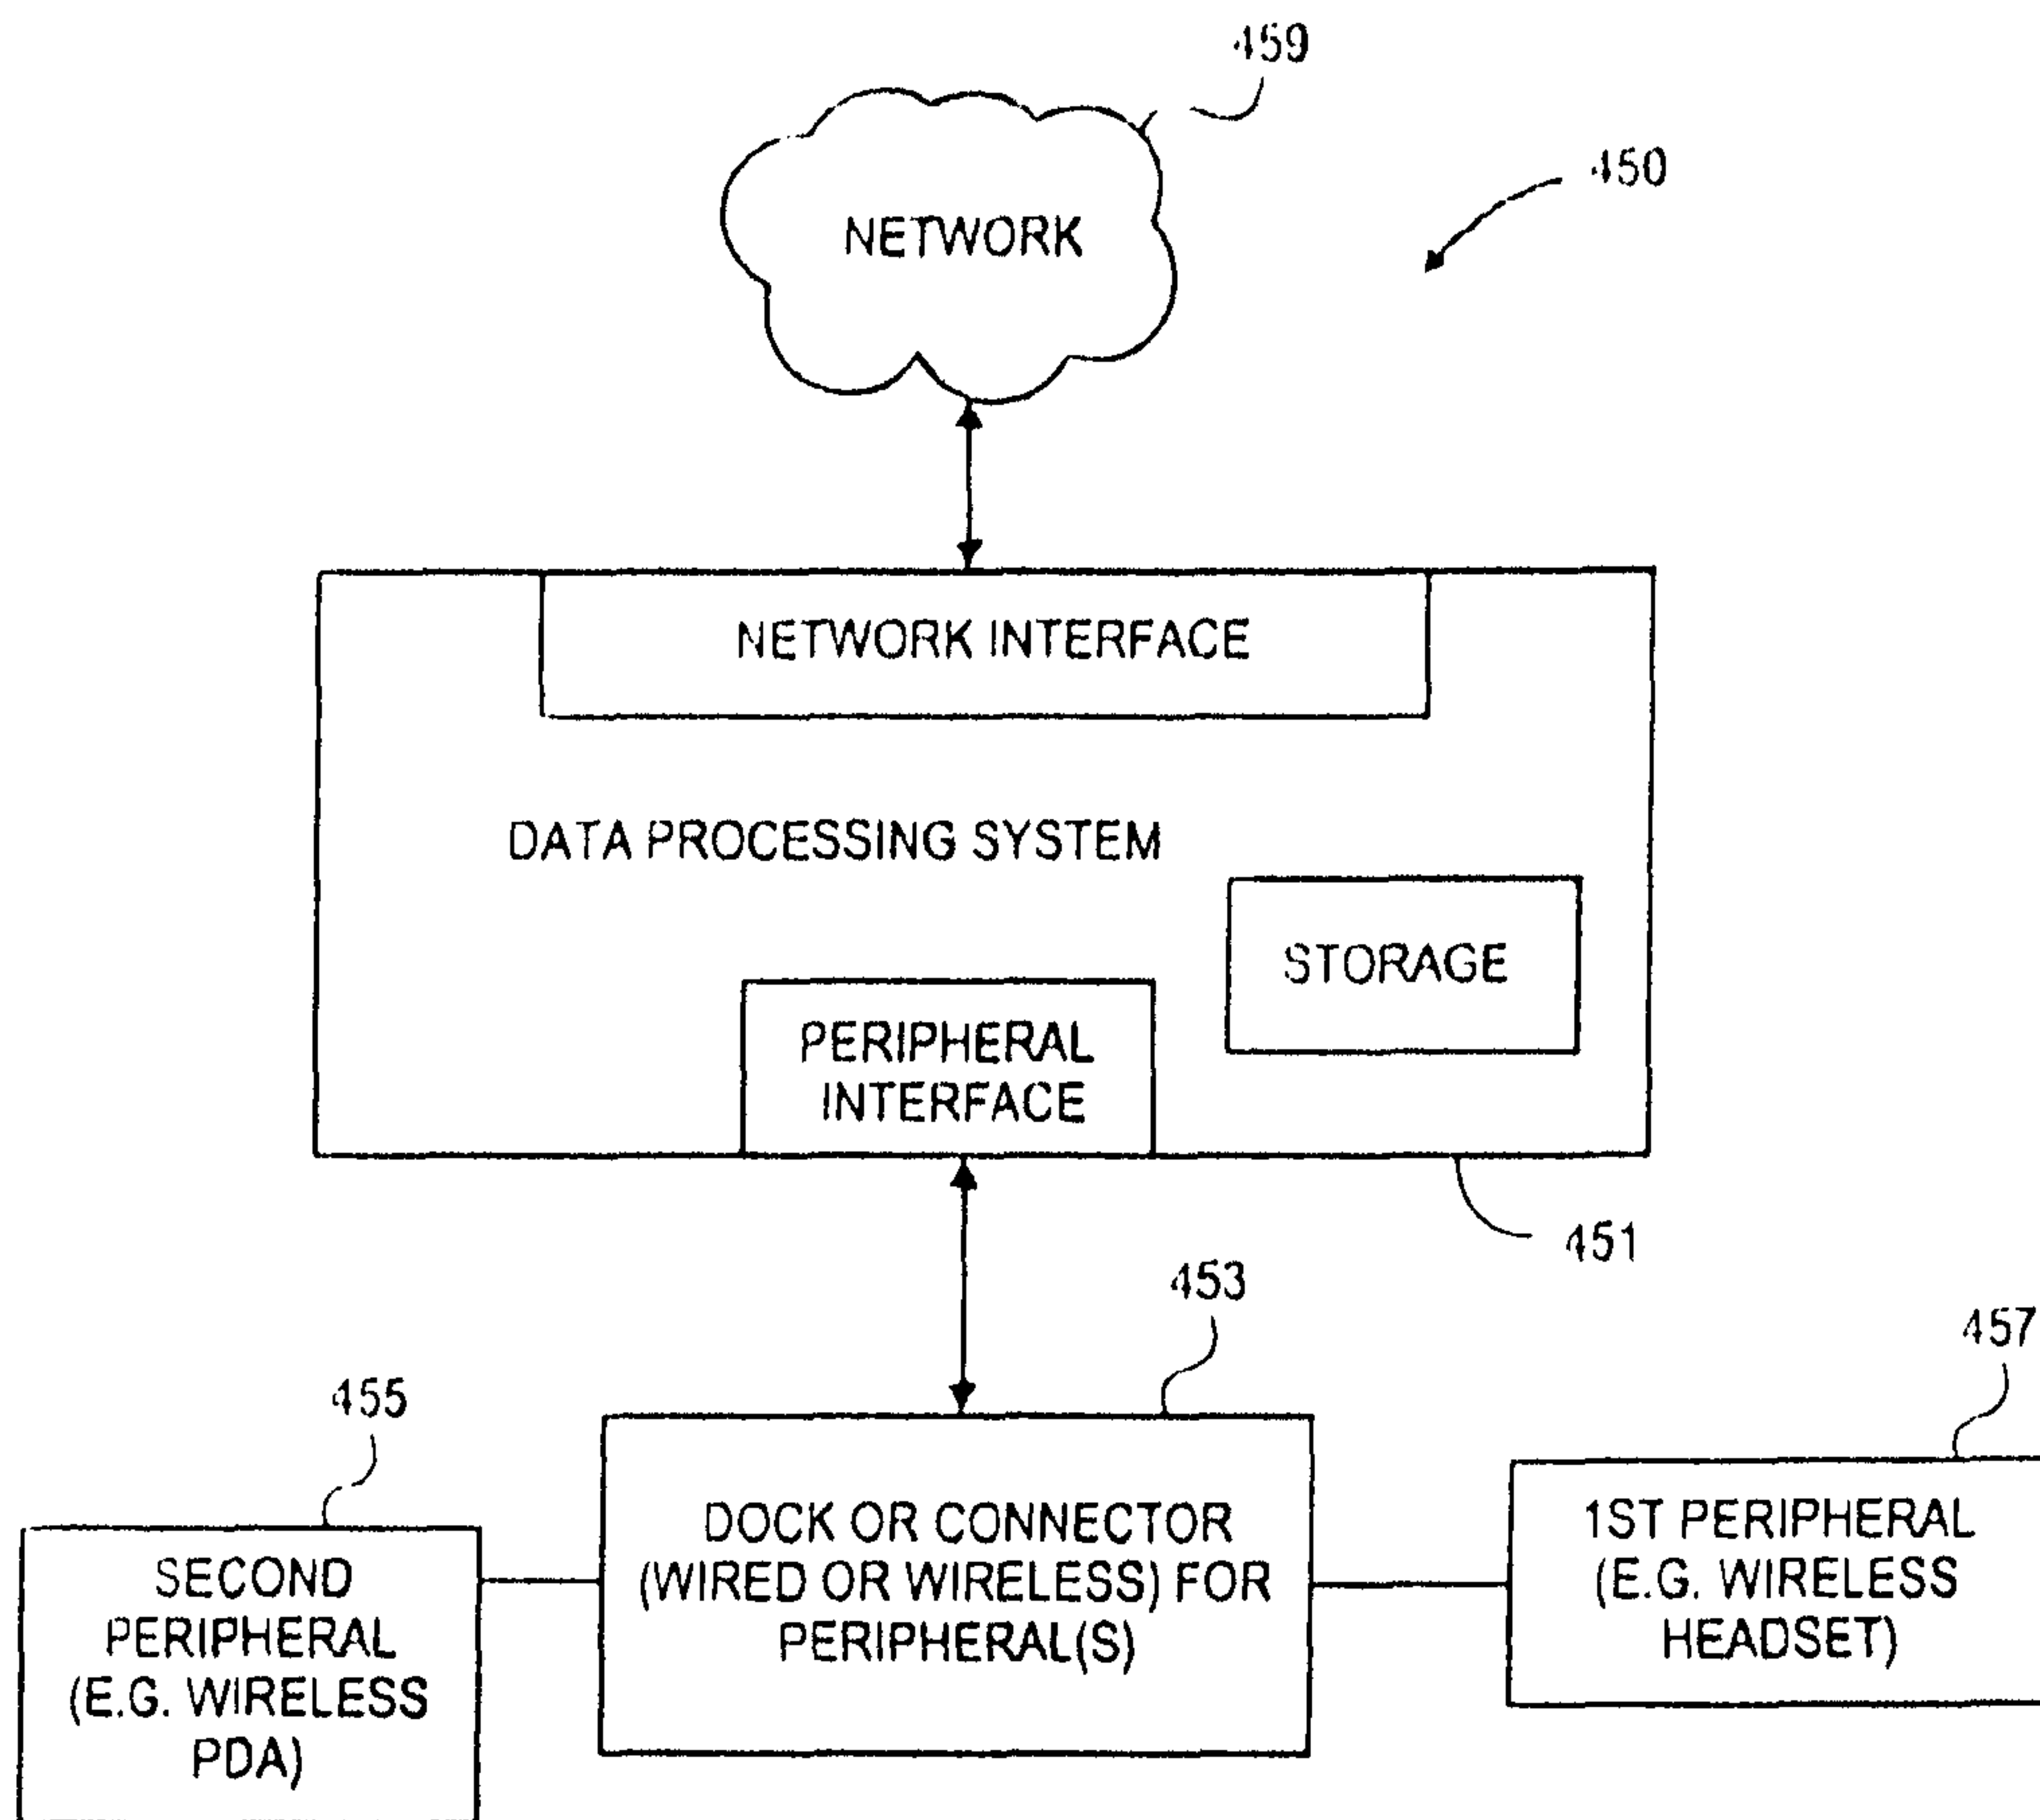 459
450
NETWORK
NETWORK INTERFACE
DATA PROCESSING SYSTEM
STORAGE
PERIPHERAL
INTERFACE
451
453
457
455
DOCK OR CONNECTOR
(WIRED OR WIRELESS) FOR
PERIPHERAL(S)
1ST PERIPHERAL
(E.G. WIRELESS
HEADSET)
SECOND
PERIPHERAL
(E.G. WIRELESS
PDA)